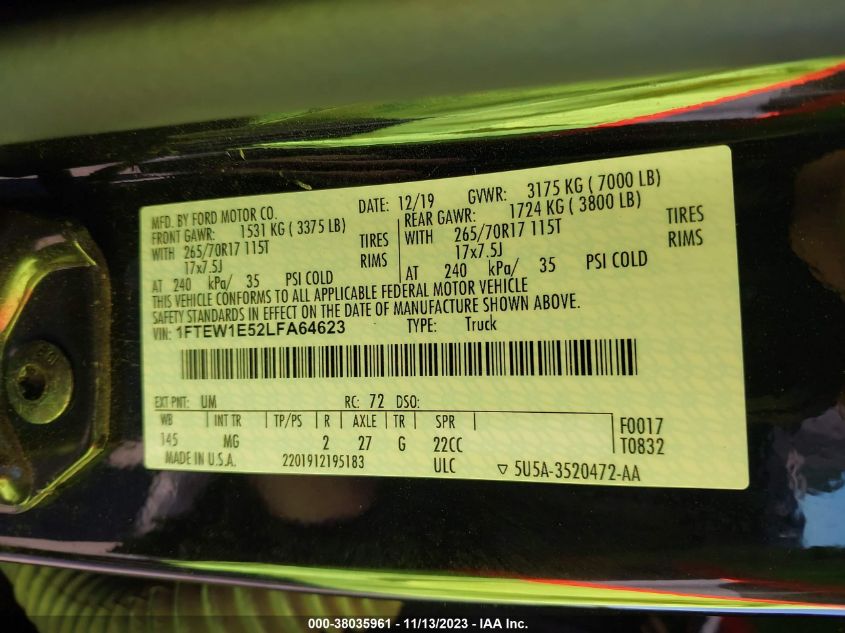 MFD. BY FORD MOTOR CO. DATE: 12/19 GVWR: 3175 KG ( 7000 LB)
FRONT GAWR: 1531 KG ( 3375 LB) REAR GAWR: 1724 KG ( 3800 LB)
WITH 265/70R17 115T TIRES WITH 265/70R17 115T TIRES
17x7.5J RIMS 17x7.5J RIMS
AT 240 kPa/ 35 PSI COLD AT 240 kPa/ 35 PSI COLD
THIS VEHICLE CONFORMS TO ALL APPLICABLE FEDERAL MOTOR VEHICLE
SAFETY STANDARDS IN EFFECT ON THE DATE OF MANUFACTURE SHOWN ABOVE.
VIN: 1FTEW1E52LFA64623 TYPE: Truck
EXT PNT: UM RC: 72 DSO:
WB INT TR TP/PS R AXLE TR SPR F0017
145 MG 2 27 G 22CC T0832
MADE IN U.S.A. 2201912195183 ULC ▽ 5U5A-3520472-AA
000-38035961 - 11/13/2023 - IAA Inc.